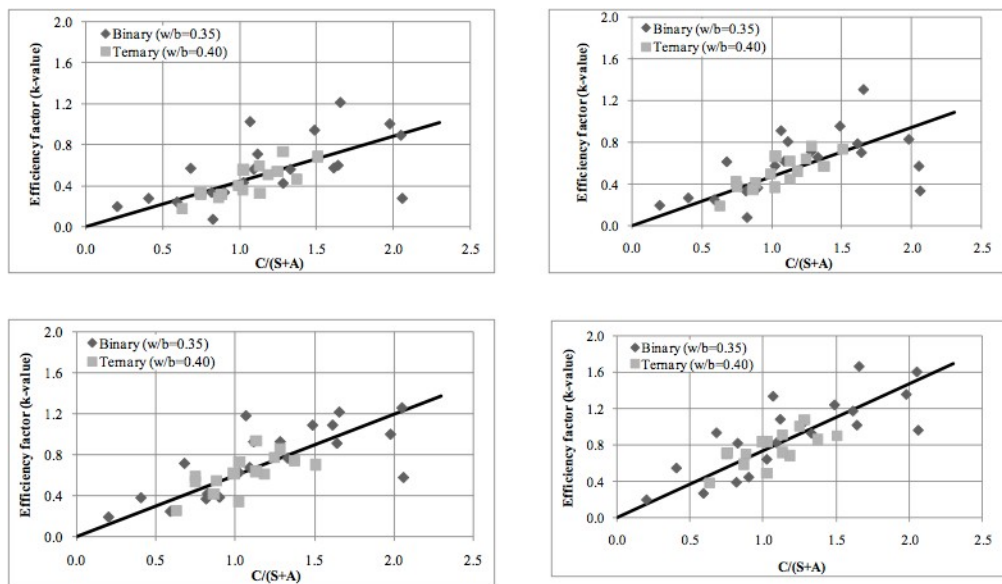 2.0
Binary (w/b=0.35)
Ternary (w/b=0.40)
1.6
1.2
0.8
0.4
0.0
0.0 0.5 1.0 1.5 2.0 2.5
C/(S+A)
Efficiency factor (k-value)
2.0
Binary (w/b=0.35)
Ternary (w/b=0.40)
1.6
1.2
0.8
0.4
0.0
0.0 0.5 1.0 1.5 2.0 2.5
C/(S+A)
Efficiency factor (k-value)
2.0
Binary (w/b=0.35)
Ternary (w/b=0.40)
1.6
1.2
0.8
0.4
0.0
0.0 0.5 1.0 1.5 2.0 2.5
C/(S+A)
Efficiency factor (k-value)
2.0
Binary (w/b=0.35)
Ternary (w/b=0.40)
1.6
1.2
0.8
0.4
0.0
0.0 0.5 1.0 1.5 2.0 2.5
C/(S+A)
Efficiency factor (k-value)